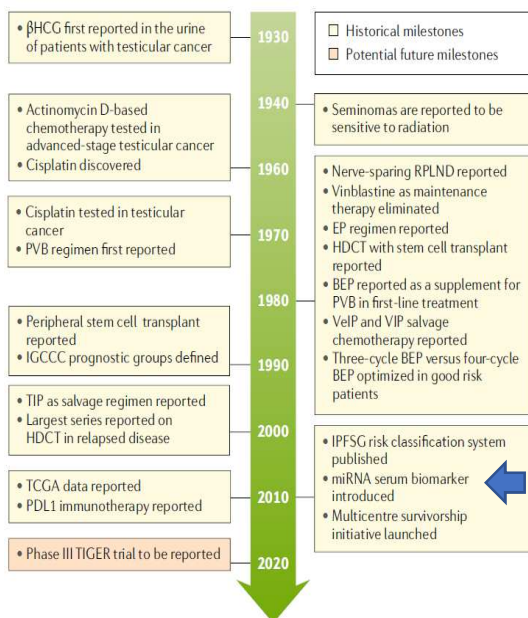 • βHCG first reported in the urine
of patients with testicular cancer
1930
Historical milestones
Potential future milestones
• Actinomycin D-based
chemotherapy tested in
advanced-stage testicular cancer
• Cisplatin discovered
1940
• Seminomas are reported to be
sensitive to radiation
1960
• Cisplatin tested in testicular
cancer
• PVB regimen first reported
1970
• Nerve-sparing RPLND reported
• Vinblastine as maintenance
therapy eliminated
• EP regimen reported
• HDCT with stem cell transplant
reported
• BEP reported as a supplement for
PVB in first-line treatment
• VeIP and VIP salvage
chemotherapy reported
• Three-cycle BEP versus four-cycle
BEP optimized in good risk
patients
1980
• Peripheral stem cell transplant
reported
• IGCCC prognostic groups defined
1990
• TIP as salvage regimen reported
• Largest series reported on
HDCT in relapsed disease
2000
• IPFSG risk classification system
published
• miRNA serum biomarker
introduced
• Multicentre survivorship
initiative launched
• TCGA data reported
• PDL1 immunotherapy reported
2010
• Phase III TIGER trial to be reported
2020